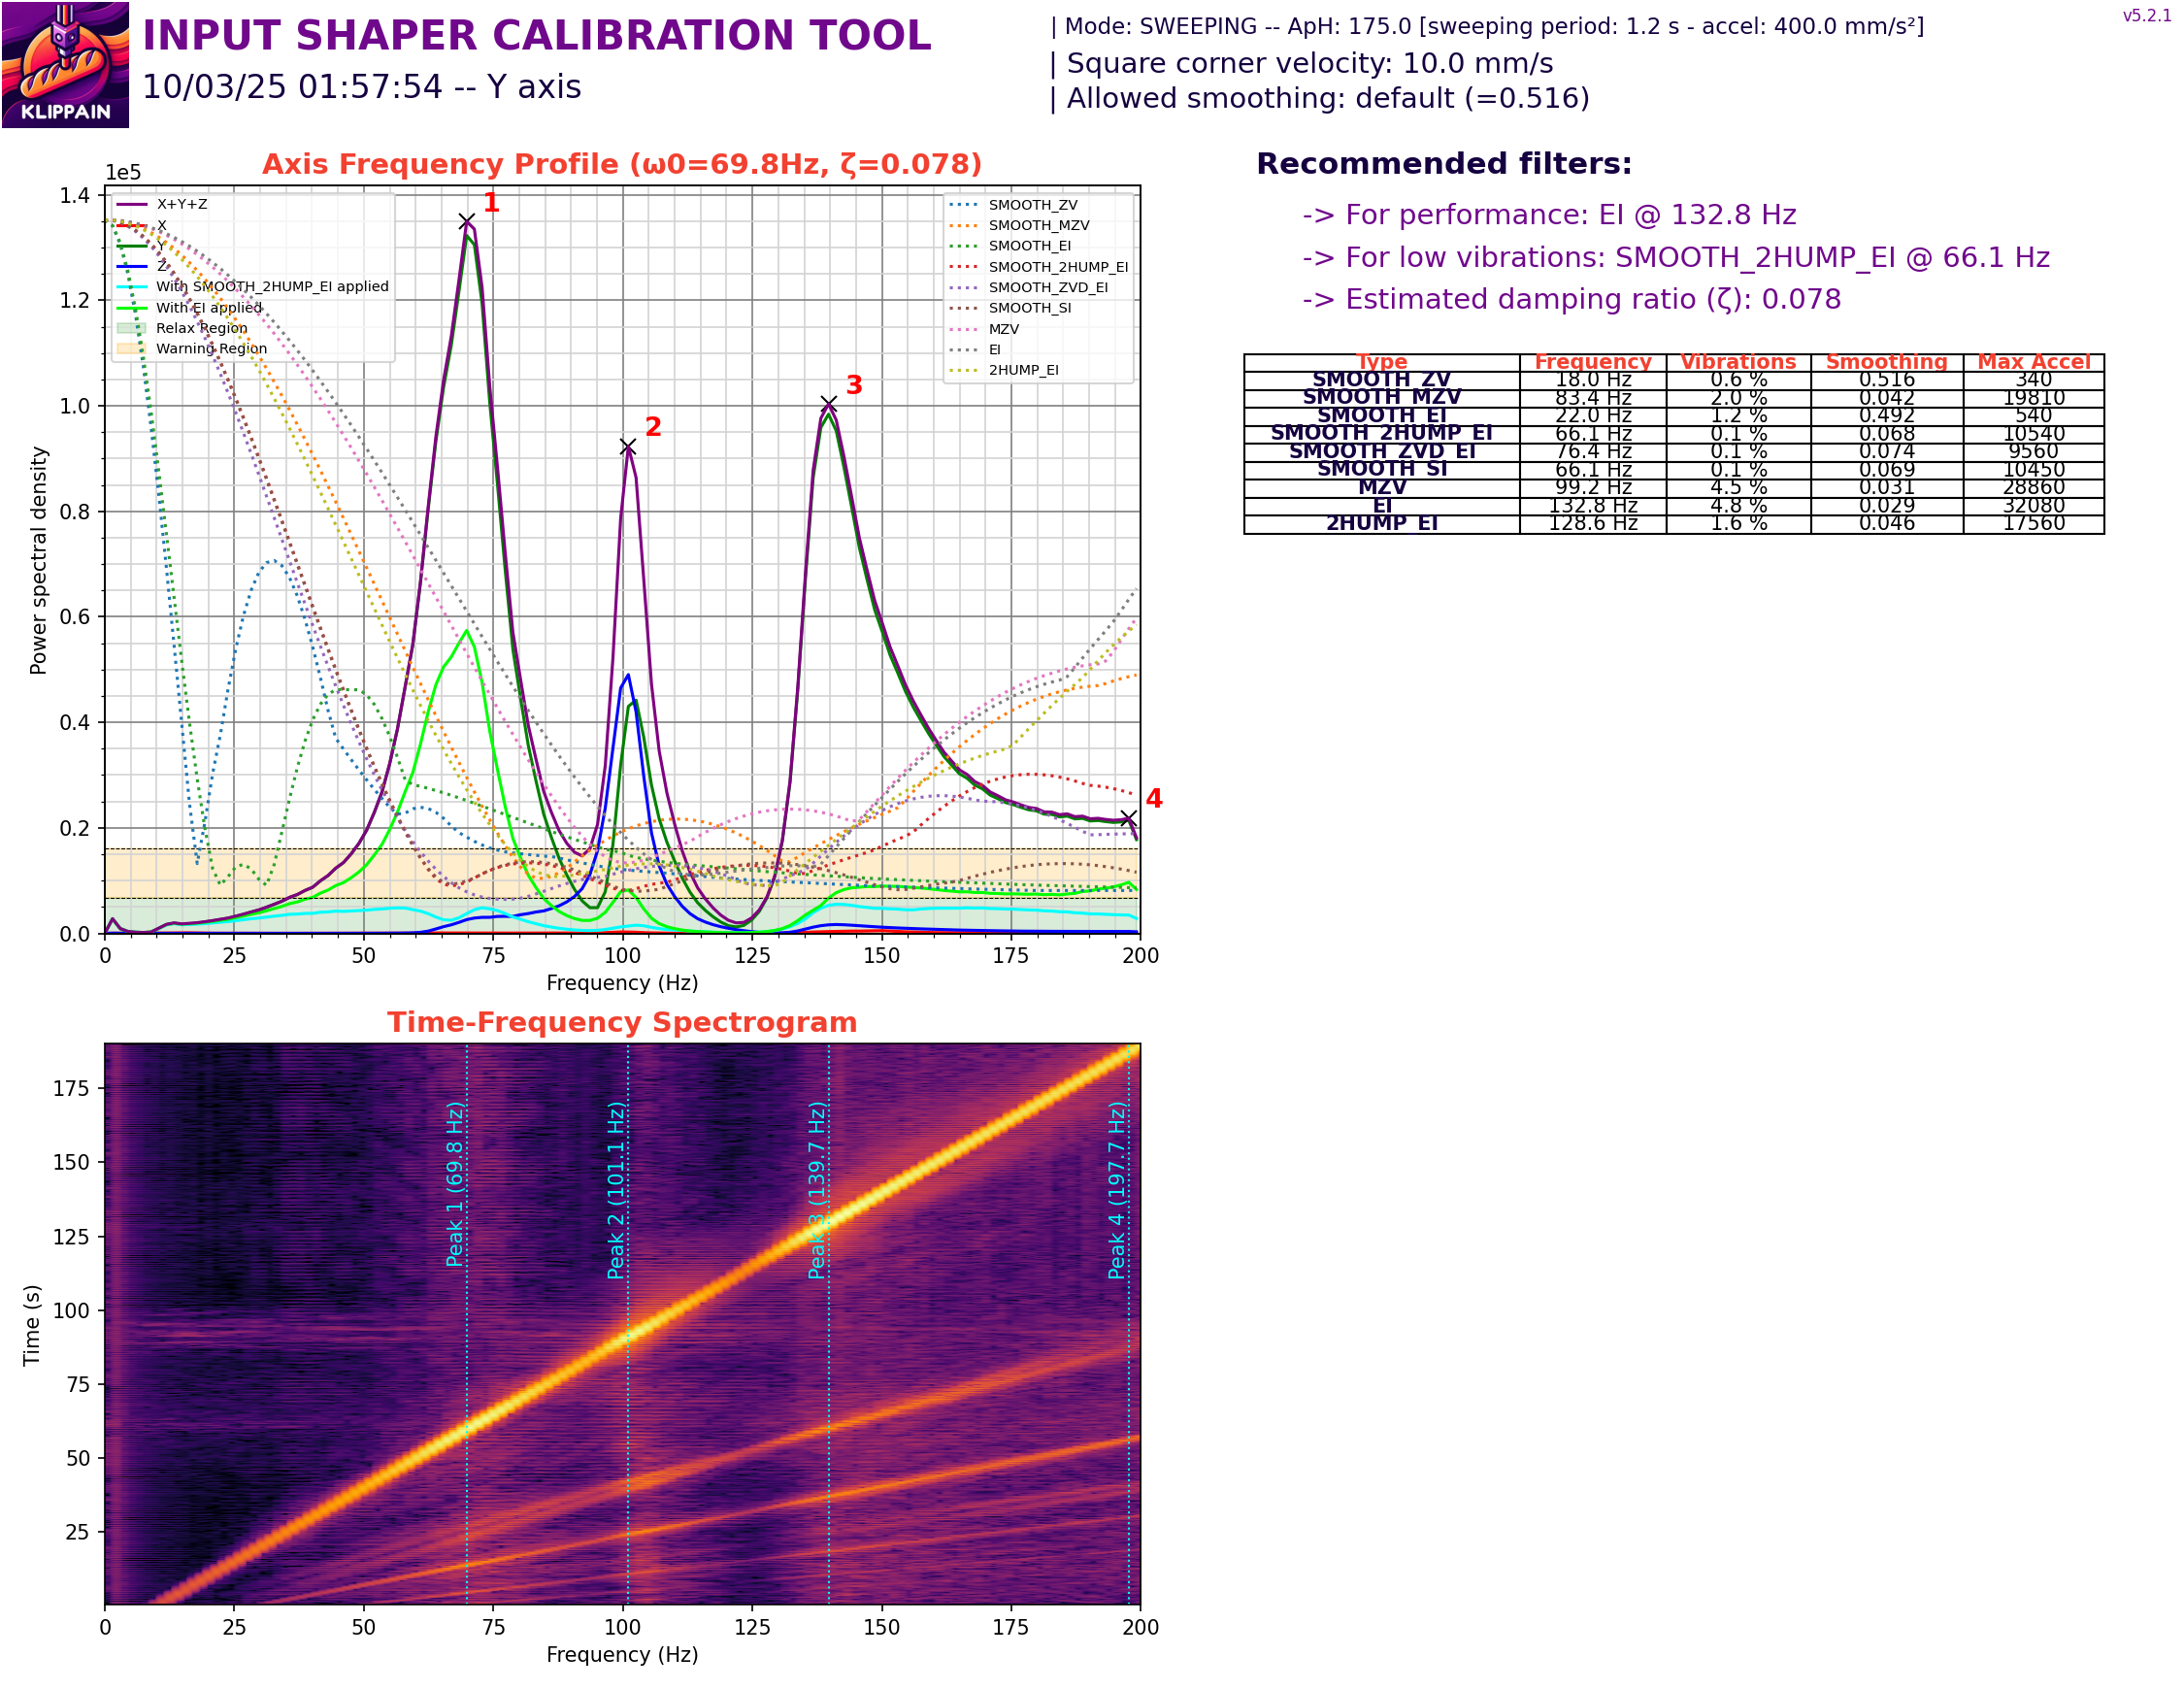 INPUT SHAPER CALIBRATION TOOL
10/03/25 01:57:54 -- Y axis
KLIPPAIN
| Mode: SWEEPING -- ApH: 175.0 [sweeping period: 1.2 s - accel: 400.0 mm/s²]
| Square corner velocity: 10.0 mm/s
| Allowed smoothing: default (=0.516)
v5.2.1
Axis Frequency Profile (ω0=69.8Hz, ζ=0.078)
1e5
1.4
1.2
1.0
0.8
0.6
0.4
0.2
0.0
Power spectral density
X+Y+Z
X
Y
Z
With SMOOTH_2HUMP_EI applied
With EI applied
Relax Region
Warning Region
SMOOTH_ZV
SMOOTH_MZV
SMOOTH_EI
SMOOTH_2HUMP_EI
SMOOTH_ZVD_EI
SMOOTH_SI
MZV
EI
2HUMP_EI
1
2
3
4
0 25 50 75 100 125 150 175 200
Frequency (Hz)
Recommended filters:
-> For performance: EI @ 132.8 Hz
-> For low vibrations: SMOOTH_2HUMP_EI @ 66.1 Hz
-> Estimated damping ratio (ζ): 0.078
Type Frequency Vibrations Smoothing Max Accel
SMOOTH_ZV 18.0 Hz 0.6 % 0.516 340
SMOOTH_MZV 83.4 Hz 2.0 % 0.042 19810
SMOOTH_EI 22.0 Hz 1.2 % 0.492 540
SMOOTH_2HUMP_EI 66.1 Hz 0.1 % 0.068 10540
SMOOTH_ZVD_EI 76.4 Hz 0.1 % 0.074 9560
SMOOTH_SI 66.1 Hz 0.1 % 0.069 10450
MZV 99.2 Hz 4.5 % 0.031 28860
EI 132.8 Hz 4.8 % 0.029 32080
2HUMP_EI 128.6 Hz 1.6 % 0.046 17560
Time-Frequency Spectrogram
175
150
125
100
75
50
25
Time (s)
Peak 1 (69.8 Hz)
Peak 2 (101.1 Hz)
Peak 3 (139.7 Hz)
Peak 4 (197.7 Hz)
0 25 50 75 100 125 150 175 200
Frequency (Hz)